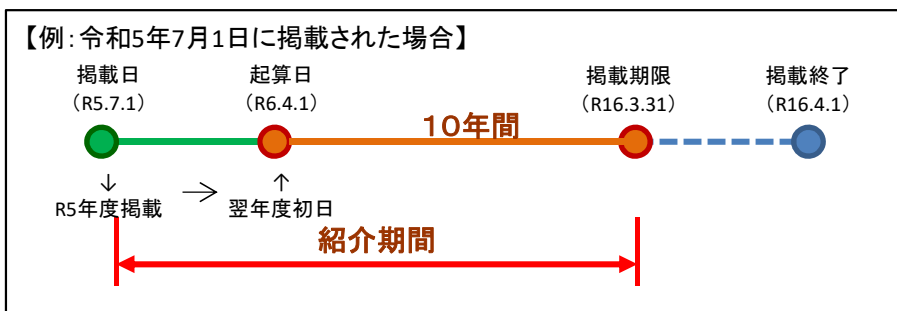 【例：令和5年7月1日に掲載された場合】
掲載日 起算日 掲載期限 掲載終了
（R5.7.1） （R6.4.1） （R16.3.31） （R16.4.1）
10年間
↓ → ↑
R5年度掲載 翌年度初日
紹介期間